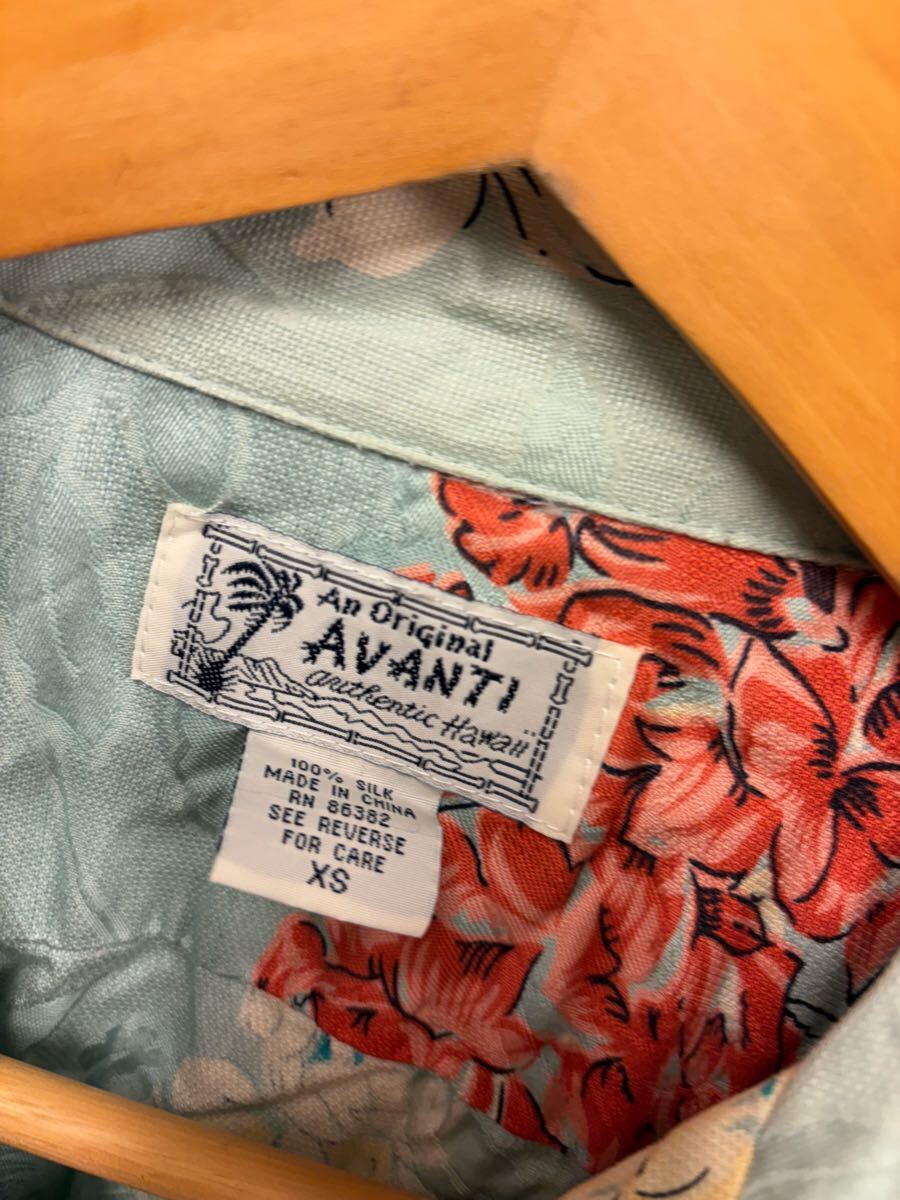 An Original
AVANTI
authentic Hawaii
100% SILK
MADE IN CHINA
RN 86382
SEE REVERSE
FOR CARE
XS